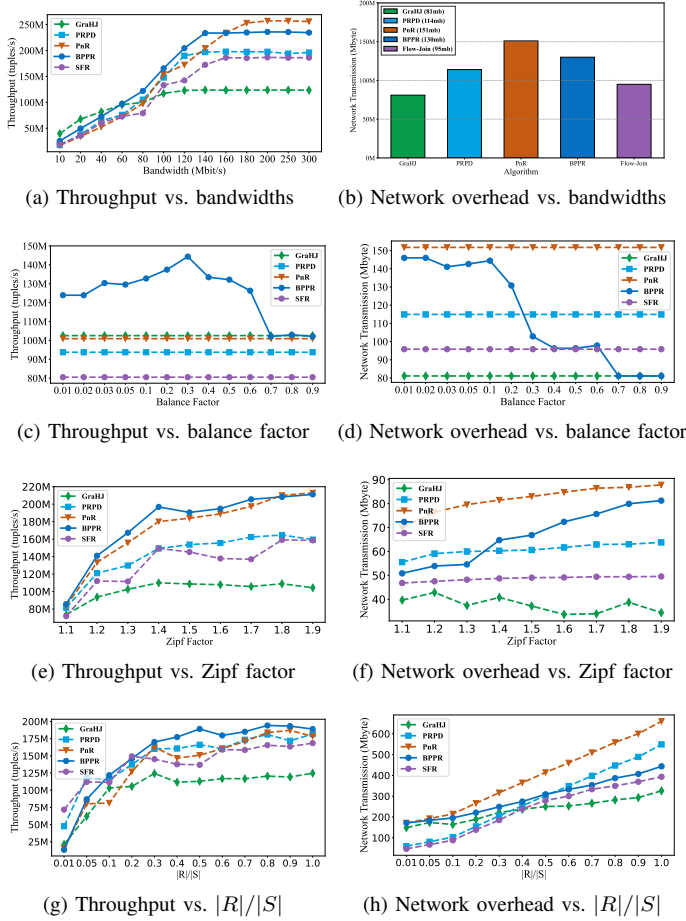 Throughput (tuples/s)
250M
200M
150M
100M
50M
GraHJ
PRPD
PnR
BPPR
SFR
10 20 40 60 80 100 120 140 160 180 200 250 300
Bandwidth (Mbit/s)
(a) Throughput vs. bandwidths
Network Transmission (Mbyte)
200M
150M
100M
50M
0M
GraHJ (81mb)
PRPD (114mb)
PnR (151mb)
BPPR (130mb)
Flow-Join (95mb)
GraHJ PRPD PnR BPPR Flow-Join
Algorithm
(b) Network overhead vs. bandwidths
Throughput (tuples/s)
150M
140M
130M
120M
110M
100M
90M
80M
GraHJ
PRPD
PnR
BPPR
SFR
0.01 0.02 0.03 0.05 0.1 0.2 0.3 0.4 0.5 0.6 0.7 0.8 0.9
Balance Factor
(c) Throughput vs. balance factor
Network Transmission (Mbyte)
150
140
130
120
110
100
90
80
GraHJ
PRPD
PnR
BPPR
SFR
0.01 0.02 0.03 0.05 0.1 0.2 0.3 0.4 0.5 0.6 0.7 0.8 0.9
Balance Factor
(d) Network overhead vs. balance factor
Throughput (tuples/s)
220M
200M
180M
160M
140M
120M
100M
80M
GraHJ
PRPD
PnR
BPPR
SFR
1.1 1.2 1.3 1.4 1.5 1.6 1.7 1.8 1.9
Zipf Factor
(e) Throughput vs. Zipf factor
Network Transmission (Mbyte)
90
80
70
60
50
40
GraHJ
PRPD
PnR
BPPR
SFR
1.1 1.2 1.3 1.4 1.5 1.6 1.7 1.8 1.9
Zipf Factor
(f) Network overhead vs. Zipf factor
Throughput (tuples/s)
200M
175M
150M
125M
100M
75M
50M
25M
GraHJ
PRPD
PnR
BPPR
SFR
0.01 0.05 0.1 0.2 0.3 0.4 0.5 0.6 0.7 0.8 0.9 1.0
|R|/|S|
(g) Throughput vs. |R|/|S|
Network Transmission (Mbyte)
600
500
400
300
200
100
GraHJ
PRPD
PnR
BPPR
SFR
0.01 0.05 0.1 0.2 0.3 0.4 0.5 0.6 0.7 0.8 0.9 1.0
|R|/|S|
(h) Network overhead vs. |R|/|S|